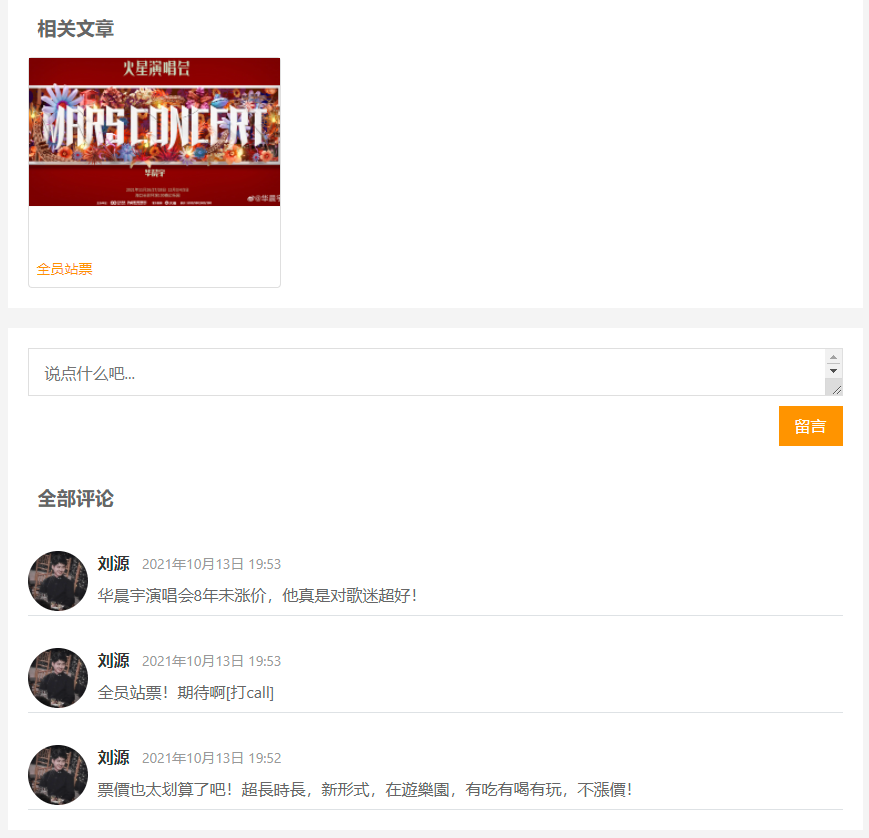 相关文章
火星演唱会
MARS CONCERT
华晨宇
@华晨宇
全员站票
说点什么吧...
留言
全部评论
刘源 2021年10月13日 19:53
华晨宇演唱会8年未涨价，他真是对歌迷超好！
刘源 2021年10月13日 19:53
全员站票！期待啊[打call]
刘源 2021年10月13日 19:52
票價也太划算了吧！超長時長，新形式，在遊樂園，有吃有喝有玩，不漲價！